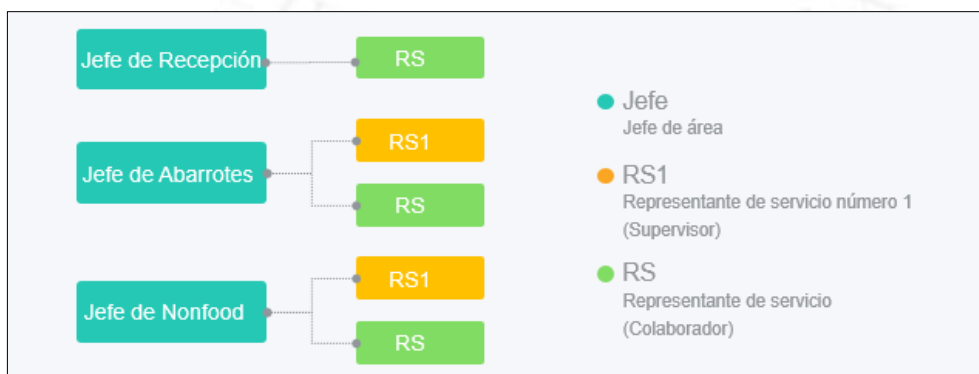 Jefe de Recepción
RS
Jefe de Abarrotes
RS1
RS
Jefe de Nonfood
RS1
RS
Jefe
Jefe de área
RS1
Representante de servicio número 1
(Supervisor)
RS
Representante de servicio
(Colaborador)